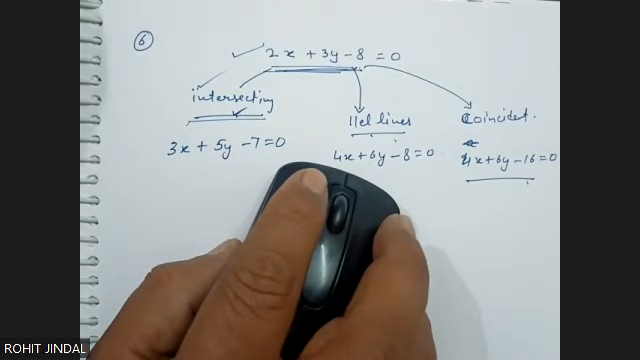 6
2x + 3y - 8 = 0
intersecting
llel lines
Coincident.
3x + 5y - 7 = 0
4x + 6y - 8 = 0
4x + 6y - 16 = 0
ROHIT JINDAL